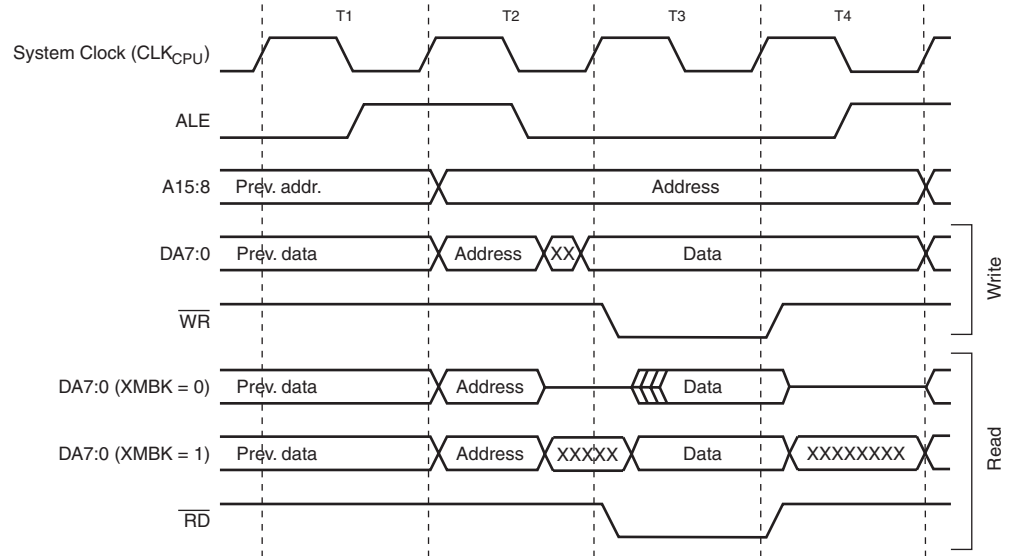 T1 T2 T3 T4
System Clock (CLKCPU)
ALE
A15:8 Prev. addr. Address
DA7:0 Prev. data Address XX Data
WR
Write
DA7:0 (XMBK = 0) Prev. data Address Data
DA7:0 (XMBK = 1) Prev. data Address XXXXX Data XXXXXXXX
RD
Read